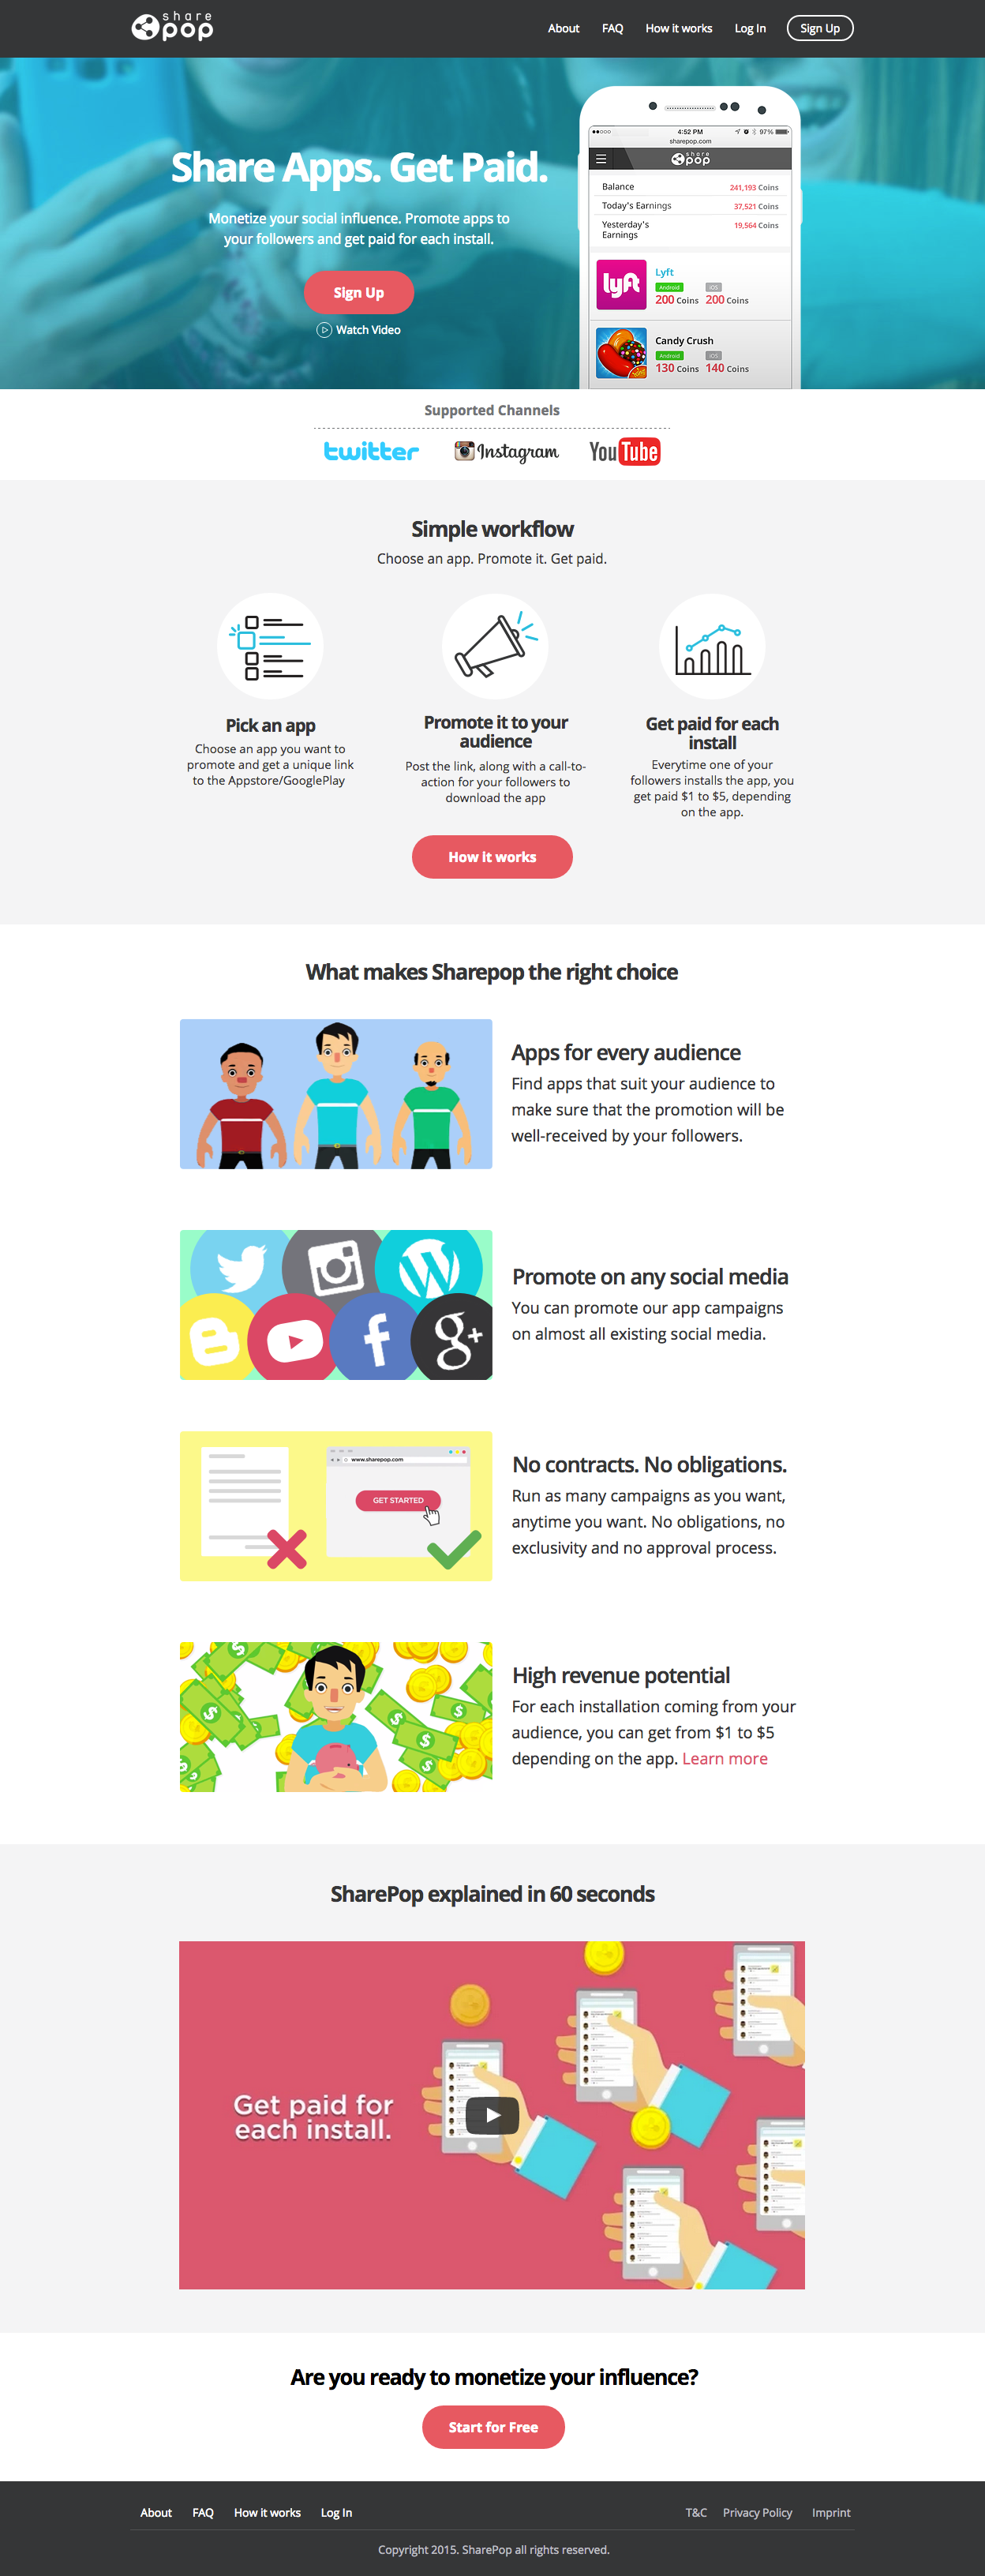 share
pop
About FAQ How it works Log In Sign Up
Share Apps. Get Paid.
Monetize your social influence. Promote apps to
your followers and get paid for each install.
Sign Up
Watch Video
4:52 PM 97%
sharepop.com
share
pop
Balance 241,193 Coins
Today's Earnings 37,521 Coins
Yesterday's
Earnings 19,564 Coins
lyft
Lyft
Android iOS
200 Coins 200 Coins
Candy Crush
Android iOS
130 Coins 140 Coins
Supported Channels
twitter Instagram YouTube
Simple workflow
Choose an app. Promote it. Get paid.
Pick an app
Choose an app you want to
promote and get a unique link
to the Appstore/GooglePlay
Promote it to your
audience
Post the link, along with a call-to-
action for your followers to
download the app
Get paid for each
install
Everytime one of your
followers installs the app, you
get paid $1 to $5, depending
on the app.
How it works
What makes Sharepop the right choice
Apps for every audience
Find apps that suit your audience to
make sure that the promotion will be
well-received by your followers.
Promote on any social media
You can promote our app campaigns
on almost all existing social media.
www.sharepop.com
GET STARTED
No contracts. No obligations.
Run as many campaigns as you want,
anytime you want. No obligations, no
exclusivity and no approval process.
High revenue potential
For each installation coming from your
audience, you can get from $1 to $5
depending on the app. Learn more
SharePop explained in 60 seconds
Get paid for
each install.
Are you ready to monetize your influence?
Start for Free
About FAQ How it works Log In T&C Privacy Policy Imprint
Copyright 2015. SharePop all rights reserved.